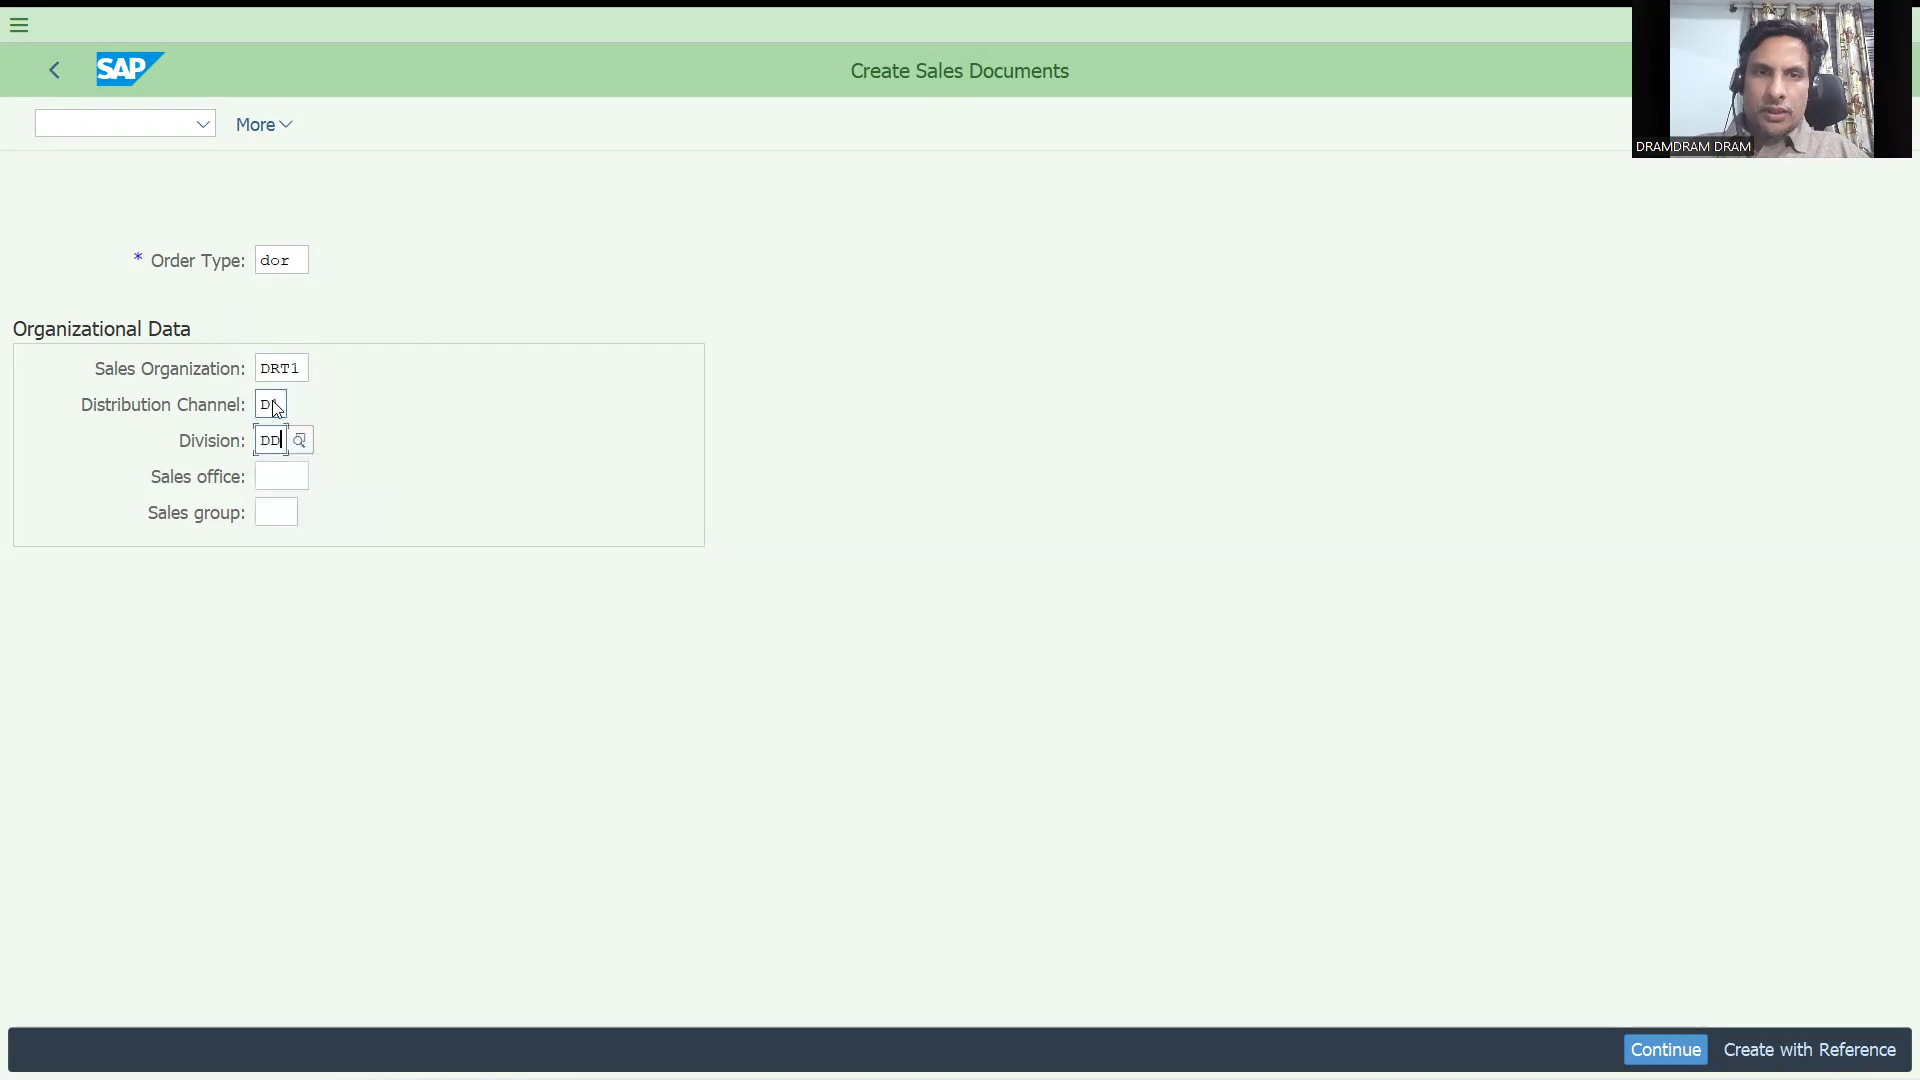 SAP
Create Sales Documents
More
DRAMDRAM DRAM
* Order Type: dor
Organizational Data
Sales Organization: DRT1
Distribution Channel:
Division: DD
Sales office:
Sales group:
Continue Create with Reference